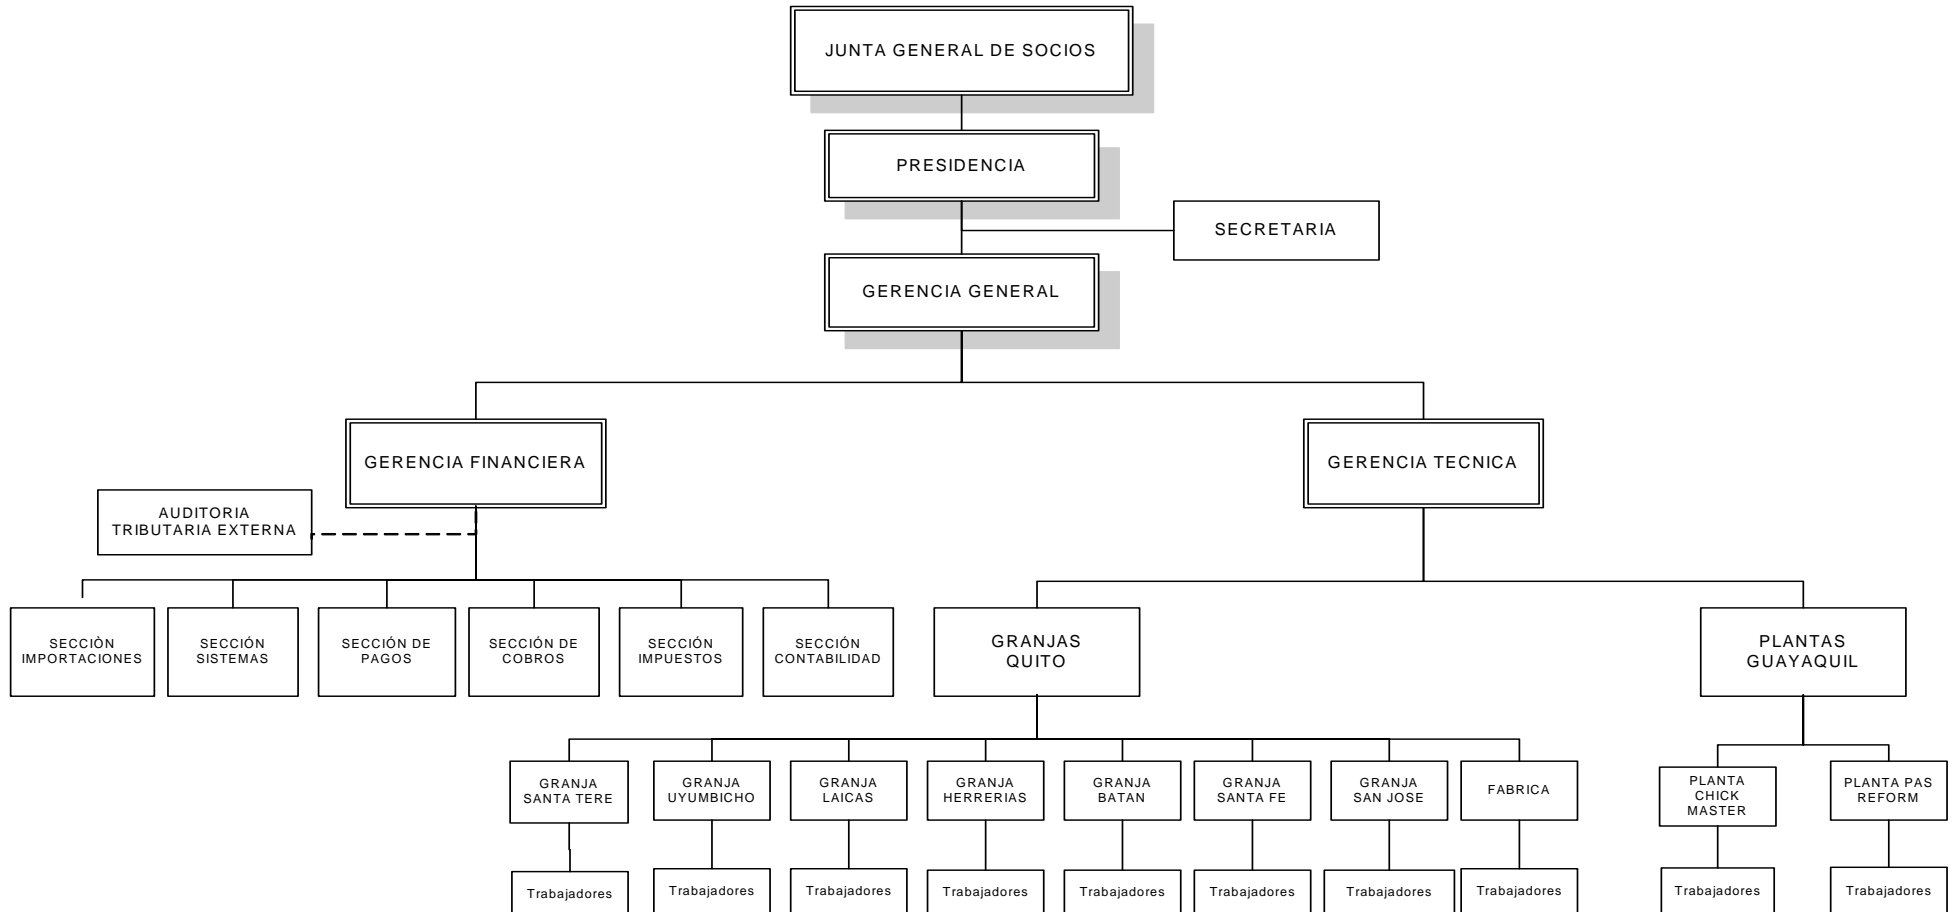 JUNTA GENERAL DE SOCIOS
PRESIDENCIA
SECRETARIA
GERENCIA GENERAL
GERENCIA FINANCIERA
GERENCIA TECNICA
AUDITORIA
TRIBUTARIA EXTERNA
SECCIÒN
IMPORTACIONES
SECCIÓN
SISTEMAS
SECCIÓN DE
PAGOS
SECCIÓN DE
COBROS
SECCIÓN
IMPUESTOS
SECCIÓN
CONTABILIDAD
GRANJAS
QUITO
PLANTAS
GUAYAQUIL
GRANJA
SANTA TERE
GRANJA
UYUMBICHO
GRANJA
LAICAS
GRANJA
HERRERIAS
GRANJA
BATAN
GRANJA
SANTA FE
GRANJA
SAN JOSE
FABRICA
PLANTA
CHICK
MASTER
PLANTA PAS
REFORM
Trabajadores
Trabajadores
Trabajadores
Trabajadores
Trabajadores
Trabajadores
Trabajadores
Trabajadores
Trabajadores
Trabajadores